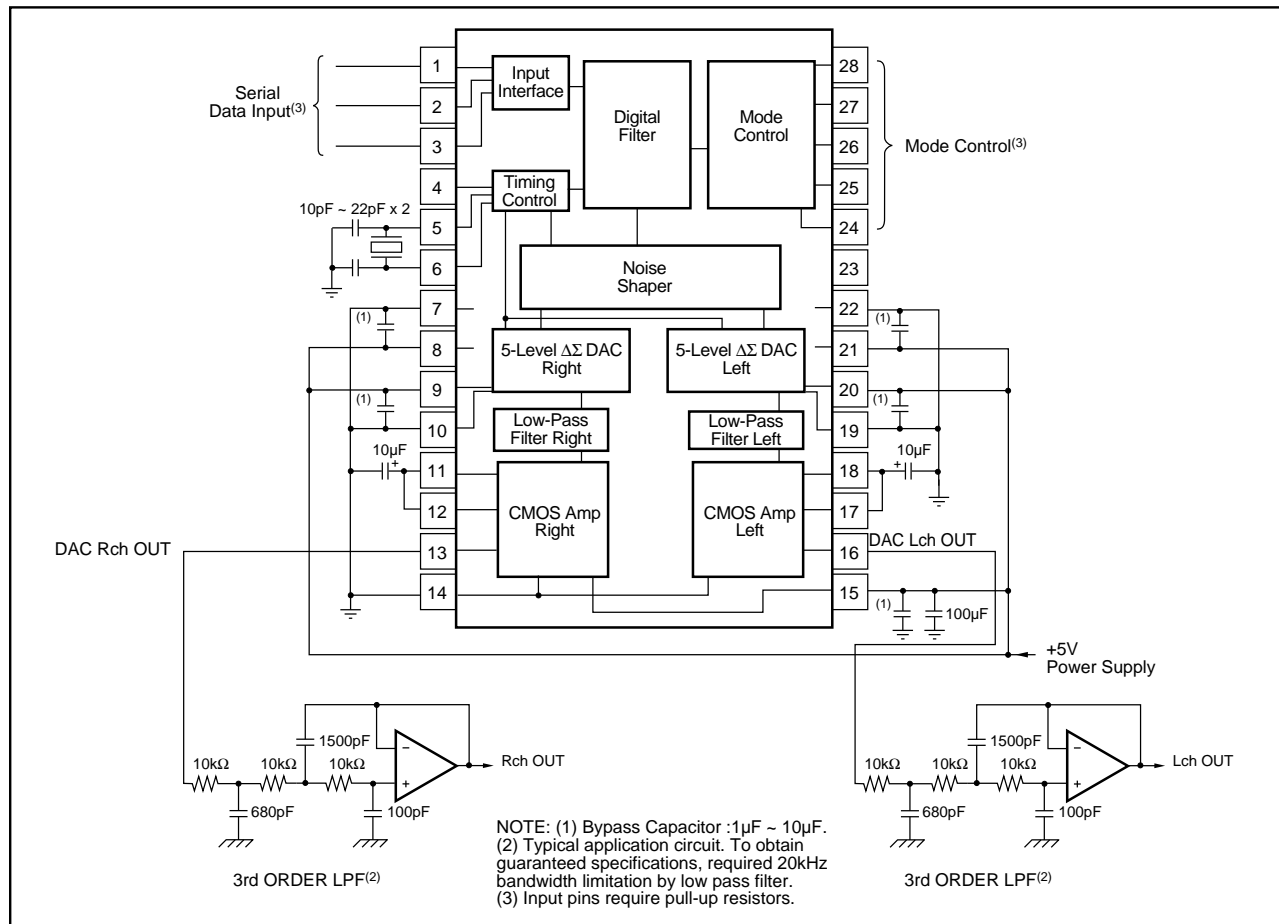 Serial
Data Input(3)
1
2
3
4
5
6
7
8
9
10
11
12
13
14
10pF ~ 22pF x 2
(1)
(1)
10µF
+
DAC Rch OUT
Input
Interface
Digital
Filter
Mode
Control
Timing
Control
Noise
Shaper
5-Level ΔΣ DAC
Right
5-Level ΔΣ DAC
Left
Low-Pass
Filter Right
Low-Pass
Filter Left
CMOS Amp
Right
CMOS Amp
Left
28
27
26
25
24
23
22
21
20
19
18
17
16
15
Mode Control(3)
(1)
(1)
+
10µF
DAC Lch OUT
(1)
100µF
+5V
Power Supply
10kΩ
10kΩ
10kΩ
1500pF
680pF
100pF
−
+
Rch OUT
3rd ORDER LPF(2)
10kΩ
10kΩ
10kΩ
1500pF
680pF
100pF
−
+
Lch OUT
3rd ORDER LPF(2)
NOTE: (1) Bypass Capacitor :1µF ~ 10µF.
(2) Typical application circuit. To obtain
guaranteed specifications, required 20kHz
bandwidth limitation by low pass filter.
(3) Input pins require pull-up resistors.